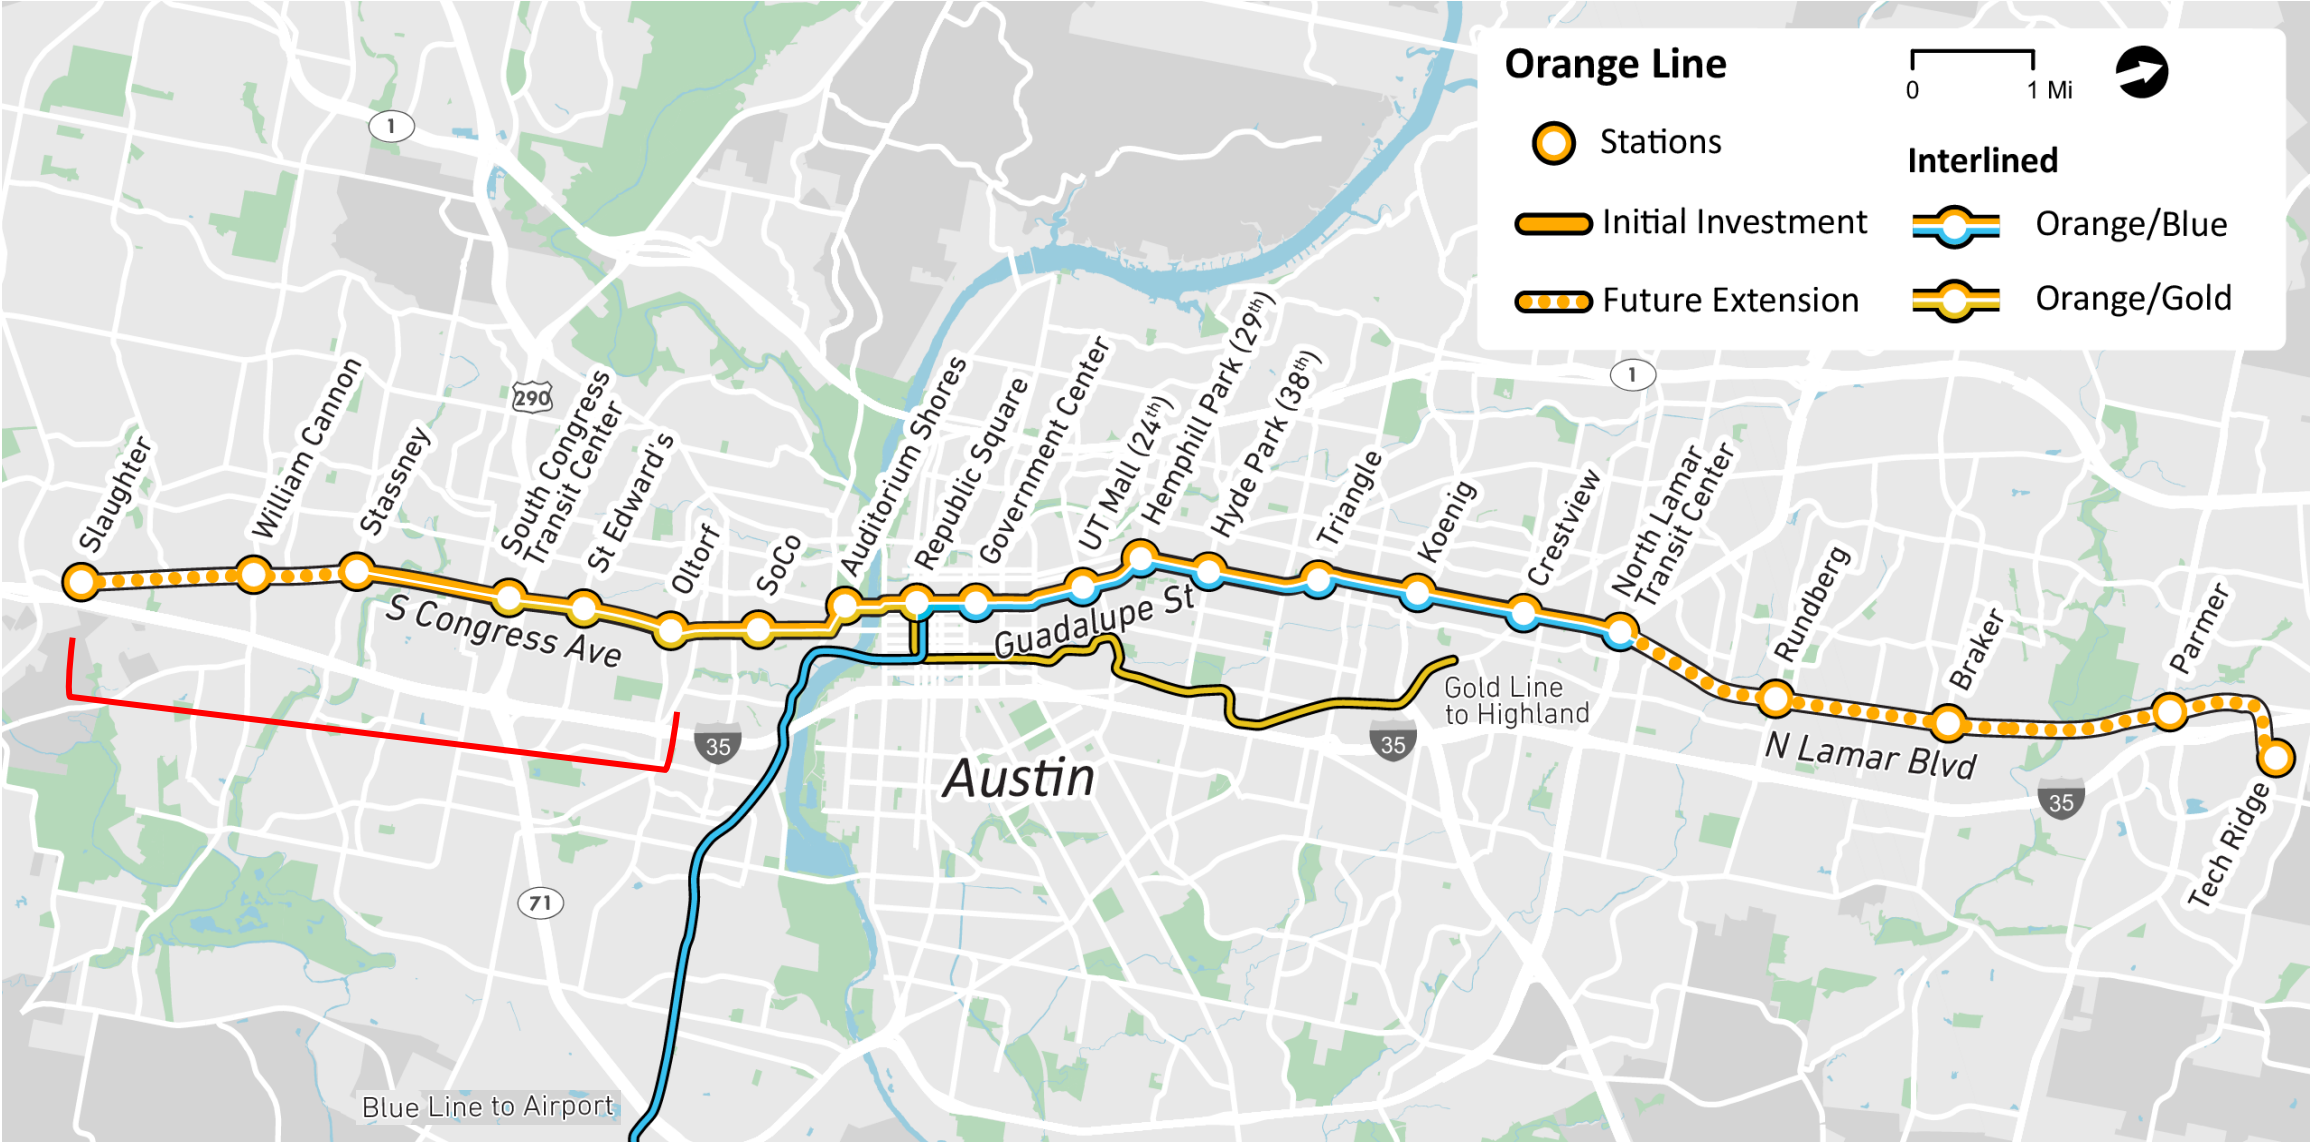 Orange Line
0
1 Mi
Stations
Interlined
Initial Investment
Orange/Blue
Future Extension
Orange/Gold
1
1
290
Slaughter
William Cannon
Stassney
South Congress
Transit Center
St Edward's
Oltorf
SoCo
Auditorium Shores
Republic Square
Government Center
UT Mall (24th)
Hemphill Park (29th)
Hyde Park (38th)
Triangle
Koenig
Crestview
North Lamar
Transit Center
Rundberg
Braker
Parmer
Tech Ridge
S Congress Ave
Guadalupe St
N Lamar Blvd
Gold Line
to Highland
35
35
35
Austin
71
Blue Line to Airport